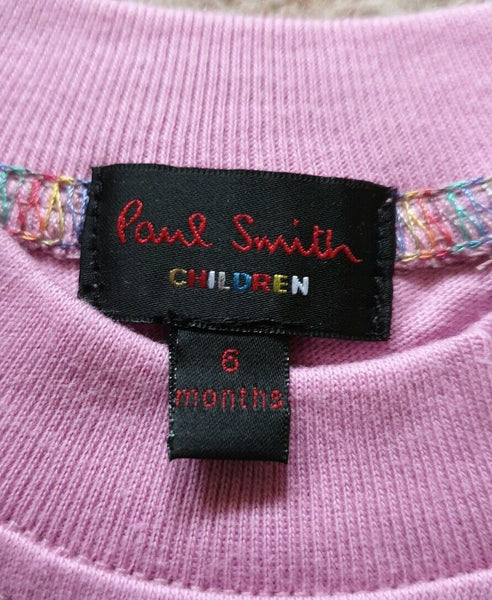 Paul Smith
CHILDREN
6
months